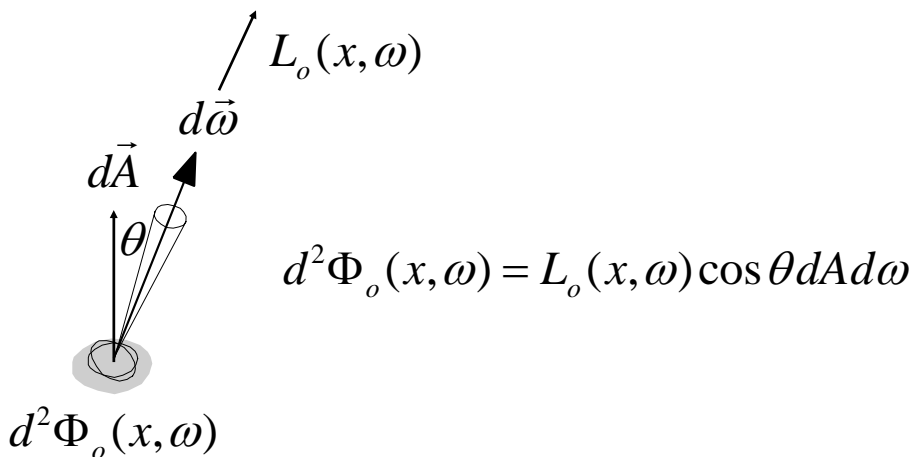 L_o(x, ω)
dω⃗
dA⃗
θ
d²Φ_o(x, ω) = L_o(x, ω) cos θ dA dω
d²Φ_o(x, ω)